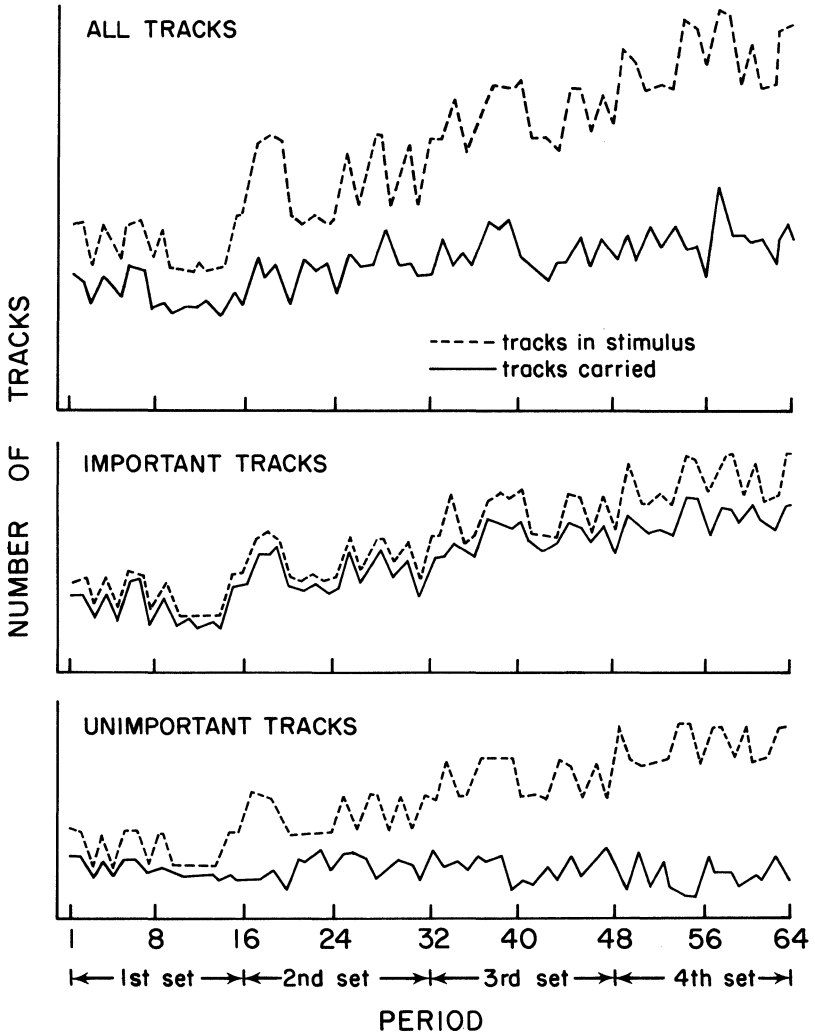 ALL TRACKS
tracks in stimulus
tracks carried
IMPORTANT TRACKS
UNIMPORTANT TRACKS
NUMBER OF TRACKS
1 8 16 24 32 40 48 56 64
1st set 2nd set 3rd set 4th set
PERIOD